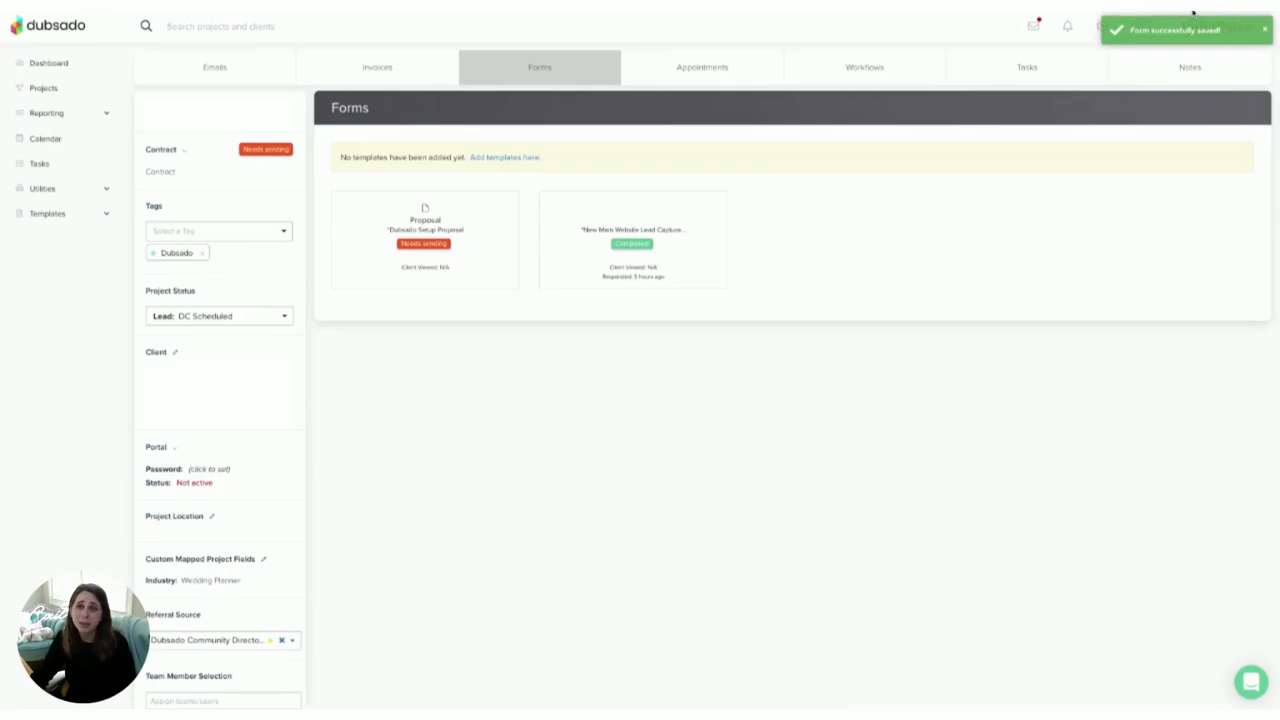 dubsado
Search projects and clients
Form successfully saved!
Dashboard
Projects
Reporting
Calendar
Tasks
Utilities
Templates
Emails
Invoices
Forms
Appointments
Workflows
Tasks
Notes
Contract
Needs sending
Contract
Tags
Select a Tag
Dubsado x
Project Status
Lead: DC Scheduled
Client
Portal
Password: (click to set)
Status: Not active
Project Location
Custom Mapped Project Fields
Industry: Wedding Planner
Referral Source
Dubsado Community Directo...
Team Member Selection
Assign teams/users
Forms
No templates have been added yet. Add templates here.
Proposal
"Dubsado Setup Proposal
Needs sending
Client Viewed: N/A
"New Main Website Lead Capture...
Completed
Client Viewed: N/A
Responded: 5 hours ago